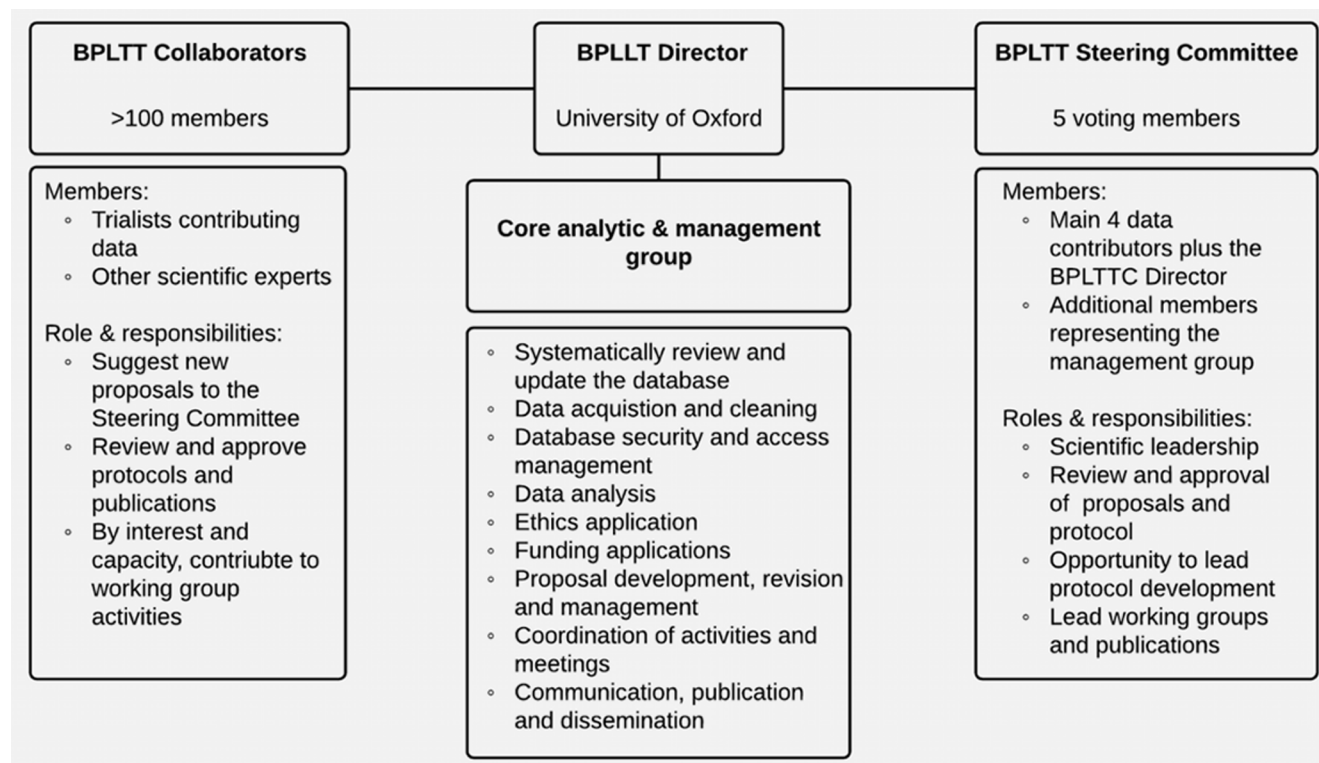 BPLTT Collaborators
>100 members
Members:
◦ Trialists contributing
data
◦ Other scientific experts
Role & responsibilities:
◦ Suggest new
proposals to the
Steering Committee
◦ Review and approve
protocols and
publications
◦ By interest and
capacity, contriubte to
working group
activities
BPLLT Director
University of Oxford
Core analytic & management
group
◦ Systematically review and
update the database
◦ Data acquistion and cleaning
◦ Database security and access
management
◦ Data analysis
◦ Ethics application
◦ Funding applications
◦ Proposal development, revision
and management
◦ Coordination of activities and
meetings
◦ Communication, publication
and dissemination
BPLTT Steering Committee
5 voting members
Members:
◦ Main 4 data
contributors plus the
BPLTTC Director
◦ Additional members
representing the
management group
Roles & responsibilities:
◦ Scientific leadership
◦ Review and approval
of proposals and
protocol
◦ Opportunity to lead
protocol development
◦ Lead working groups
and publications